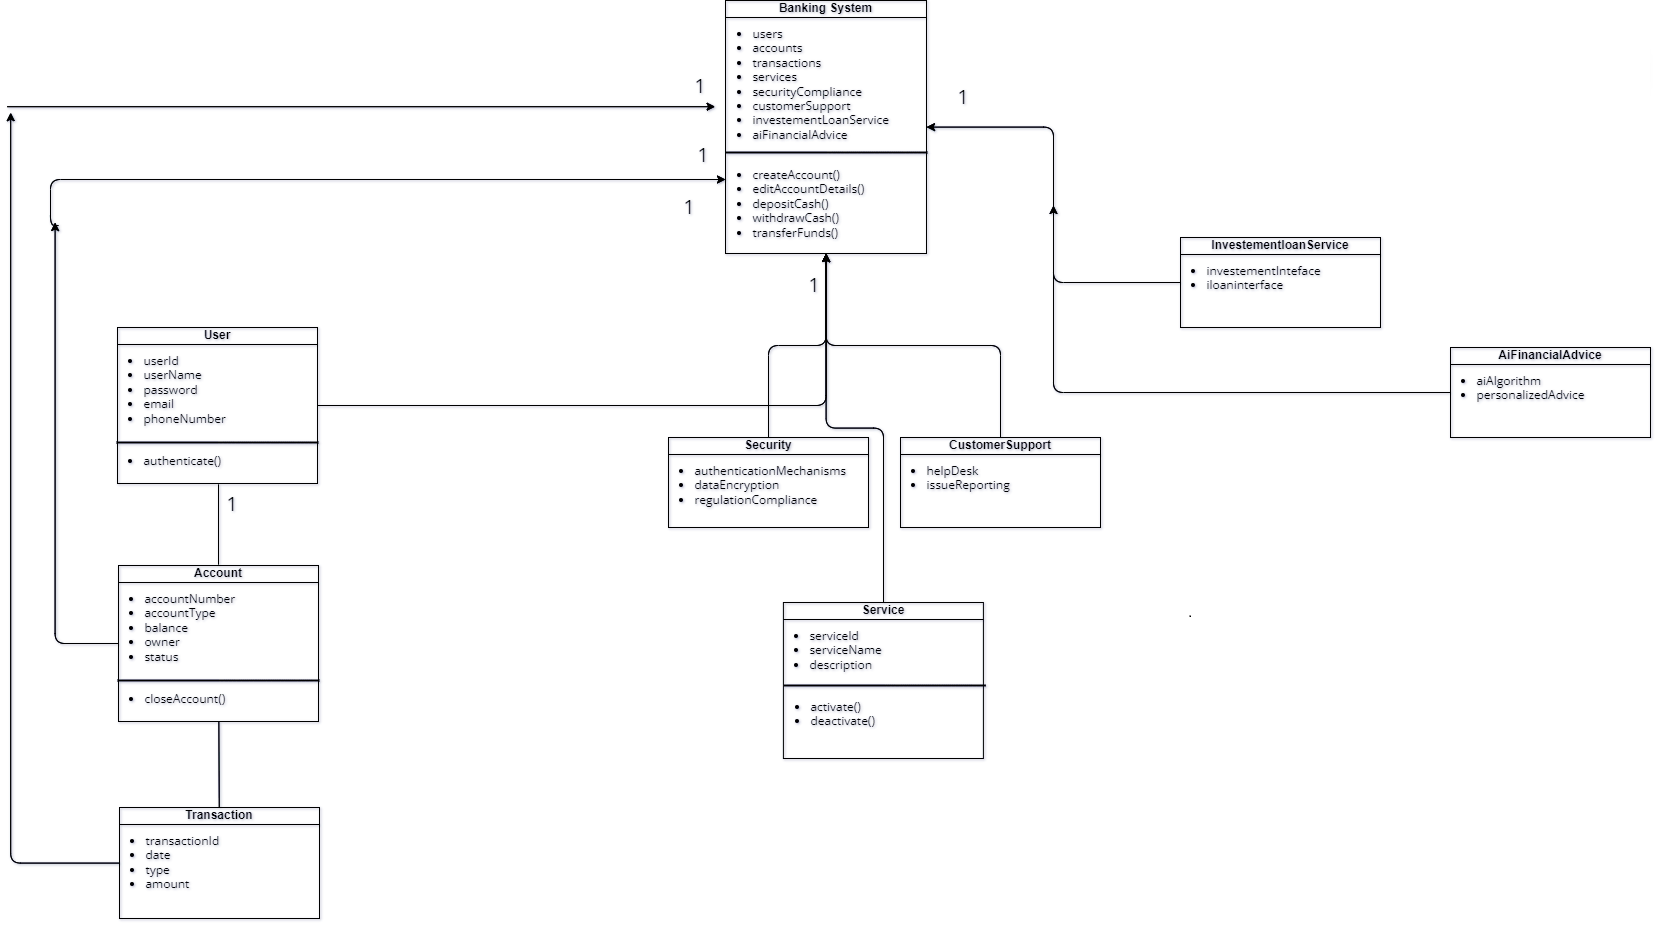 Banking System
users
accounts
transactions
services
securityCompliance
customerSupport
investementLoanService
aiFinancialAdvice
createAccount()
editAccountDetails()
depositCash()
withdrawCash()
transferFunds()
1
1
1
1
1
InvestementloanService
investementInteface
iloaninterface
AiFinancialAdvice
aiAlgorithm
personalizedAdvice
User
userId
userName
password
email
phoneNumber
authenticate()
1
Security
authenticationMechanisms
dataEncryption
regulationCompliance
CustomerSupport
helpDesk
issueReporting
Account
accountNumber
accountType
balance
owner
status
closeAccount()
Service
serviceId
serviceName
description
activate()
deactivate()
Transaction
transactionId
date
type
amount